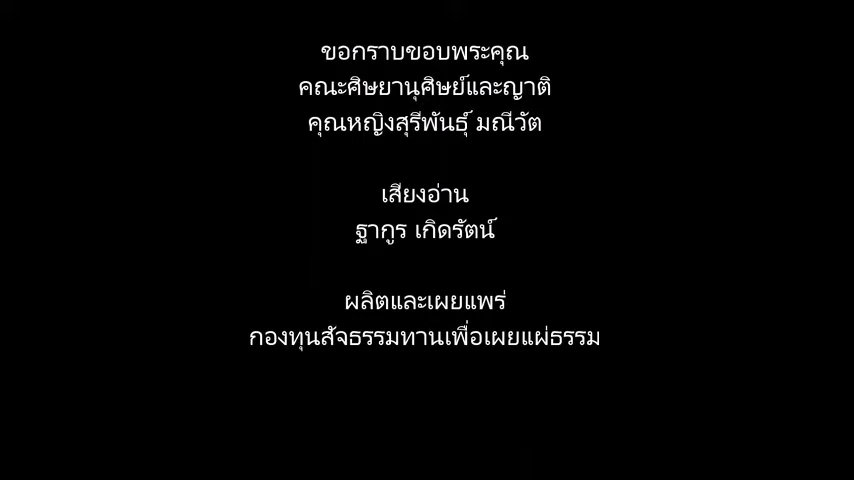 ขอกราบขอบพระคุณ
คณะศิษยานุศิษย์และญาติ
คุณหญิงสุรีพันธุ์ มณีวัต
เสียงอ่าน
ฐากูร เกิดรัตน์
ผลิตและเผยแพร่
กองทุนสัจธรรมทานเพื่อเผยแผ่ธรรม